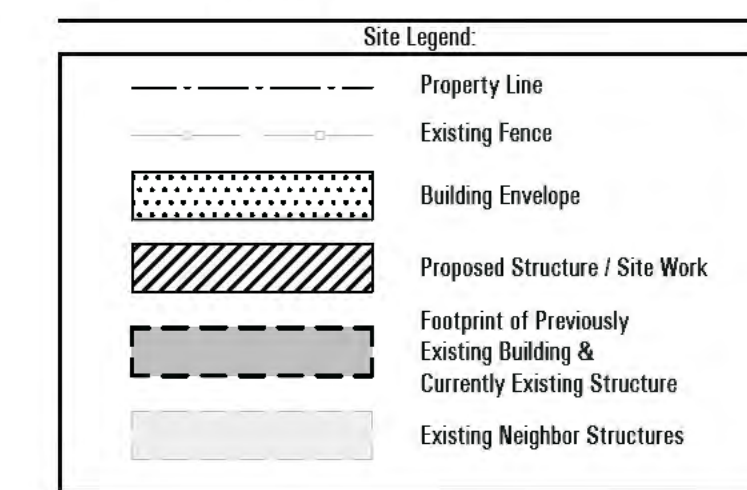 Site Legend:
Property Line
Existing Fence
Building Envelope
Proposed Structure / Site Work
Footprint of Previously
Existing Building &
Currently Existing Structure
Existing Neighbor Structures